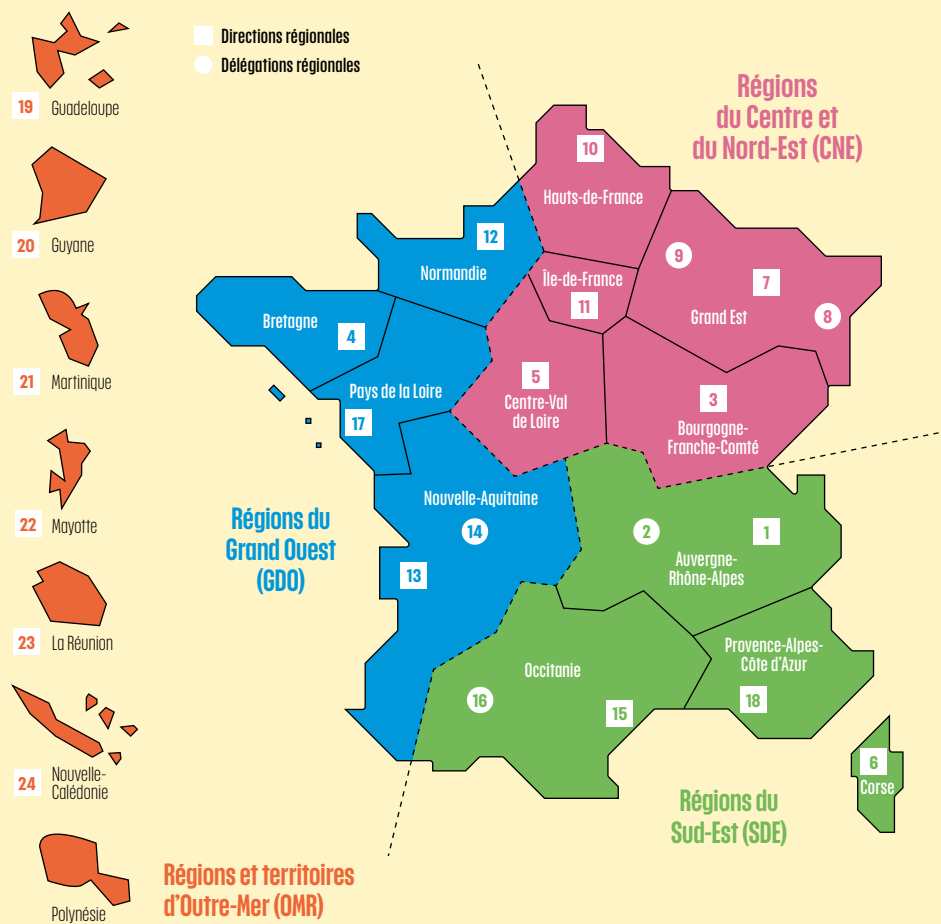 Directions régionales
Délégations régionales
19 Guadeloupe
20 Guyane
21 Martinique
22 Mayotte
23 La Réunion
24 Nouvelle-
Calédonie
Polynésie
Régions et territoires
d'Outre-Mer (OMR)
Régions
du Centre et
du Nord-Est (CNE)
10
Hauts-de-France
9
7
8
Grand Est
Île-de-France
11
5
Centre-Val
de Loire
3
Bourgogne-
Franche-Comté
12
Normandie
Bretagne
4
Pays de la Loire
17
Nouvelle-Aquitaine
14
13
Régions du
Grand Ouest
(GDO)
2
1
Auvergne-
Rhône-Alpes
Provence-Alpes-
Côte d'Azur
18
Occitanie
16
15
6
Corse
Régions du
Sud-Est (SDE)